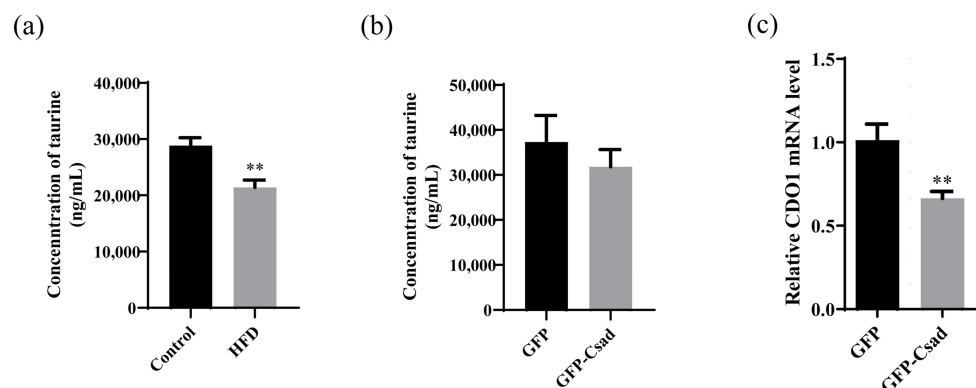 (a)
Concenntration of taurine
(ng/mL)
40,000
30,000
20,000
10,000
0
**
Control
HFD
(b)
Concenntration of taurine
(ng/mL)
50,000
40,000
30,000
20,000
10,000
0
GFP
GFP-Csad
(c)
Relative CDO1 mRNA level
1.5
1.0
0.5
0.0
**
GFP
GFP-Csad